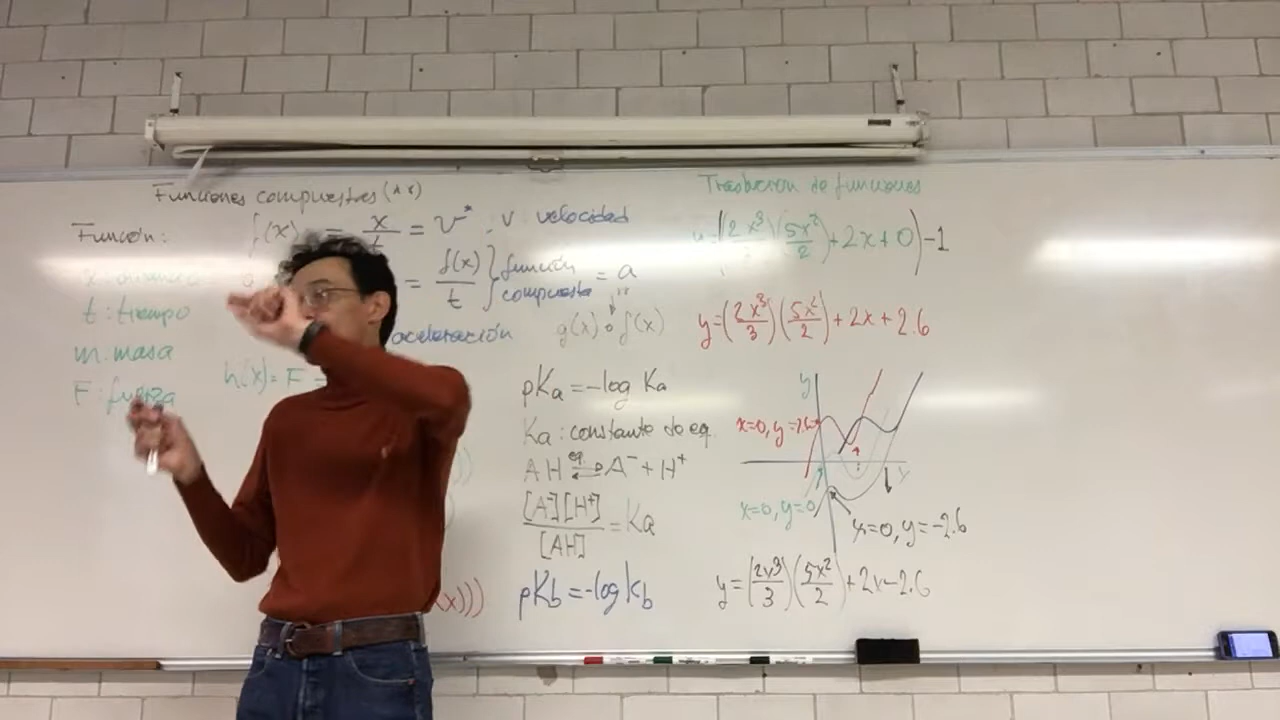 Funciones compuestas (**)
Función:
f(x) = x/t = v* ; v velocidad
t: tiempo
m: masa
F: fuerza
= f(x)/t } función compuesta = a
aceleración
g(x) o f(x)
h(x) = F =
(x)))
pKa = -log Ka
Ka: constante de eq.
AH eq. ⇌ A⁻ + H⁺
[A⁻][H⁺]/[AH] = Ka
pKb = -log kb
de funciones
y = ((2x³/3)(5x²/2) + 2x + 0) - 1
y = (2x³/3)(5x²/2) + 2x + 2.6
y
x=0, y=2.6
x
x=0, y=0
x=0, y=-2.6
y = (2x³/3)(5x²/2) + 2x - 2.6